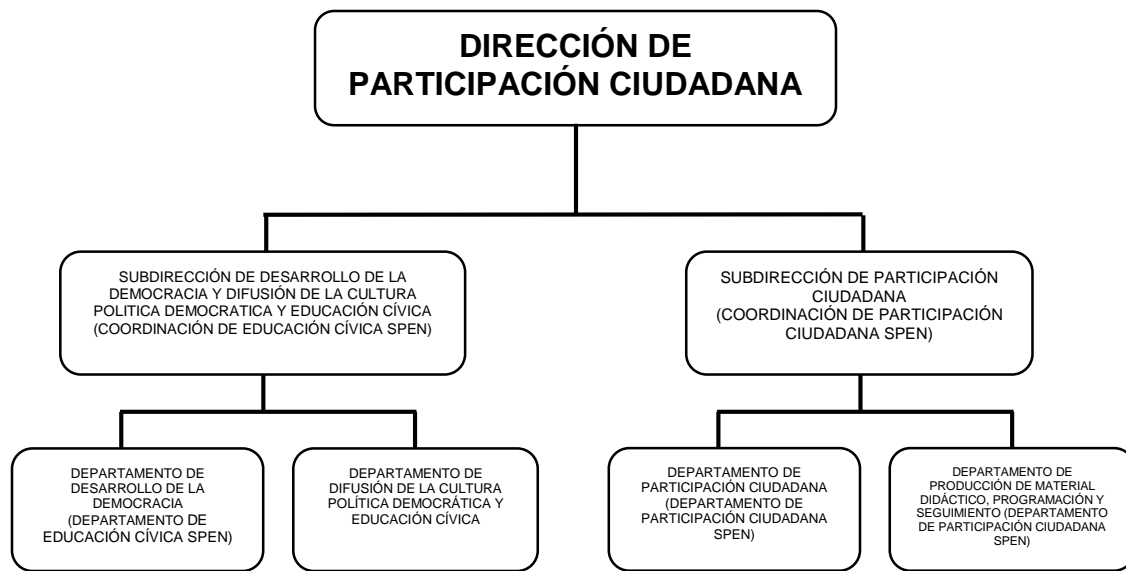 DIRECCIÓN DE
PARTICIPACIÓN CIUDADANA
SUBDIRECCIÓN DE DESARROLLO DE LA
DEMOCRACIA Y DIFUSIÓN DE LA CULTURA
POLITICA DEMOCRATICA Y EDUCACIÓN CÍVICA
(COORDINACIÓN DE EDUCACIÓN CÍVICA SPEN)
SUBDIRECCIÓN DE PARTICIPACIÓN
CIUDADANA
(COORDINACIÓN DE PARTICIPACIÓN
CIUDADANA SPEN)
DEPARTAMENTO DE
DESARROLLO DE LA
DEMOCRACIA
(DEPARTAMENTO DE
EDUCACIÓN CÍVICA SPEN)
DEPARTAMENTO DE
DIFUSIÓN DE LA CULTURA
POLÍTICA DEMOCRÁTICA Y
EDUCACIÓN CÍVICA
DEPARTAMENTO DE
PARTICIPACIÓN CIUDADANA
(DEPARTAMENTO DE
PARTICIPACIÓN CIUDADANA
SPEN)
DEPARTAMENTO DE
PRODUCCIÓN DE MATERIAL
DIDÁCTICO, PROGRAMACIÓN Y
SEGUIMIENTO (DEPARTAMENTO
DE PARTICIPACIÓN CIUDADANA
SPEN)